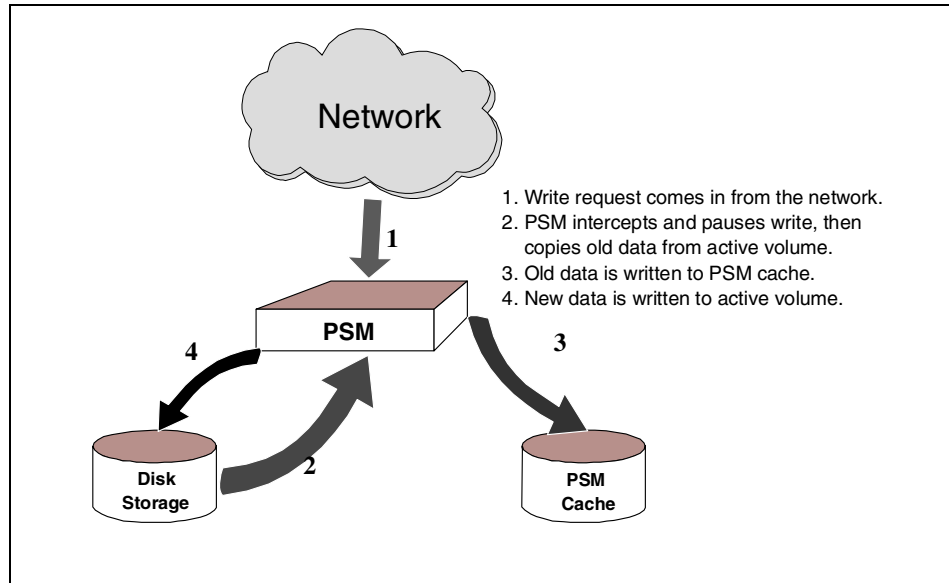 Network
1. Write request comes in from the network.
2. PSM intercepts and pauses write, then
copies old data from active volume.
3. Old data is written to PSM cache.
4. New data is written to active volume.
1
PSM
4
3
2
Disk
Storage
PSM
Cache